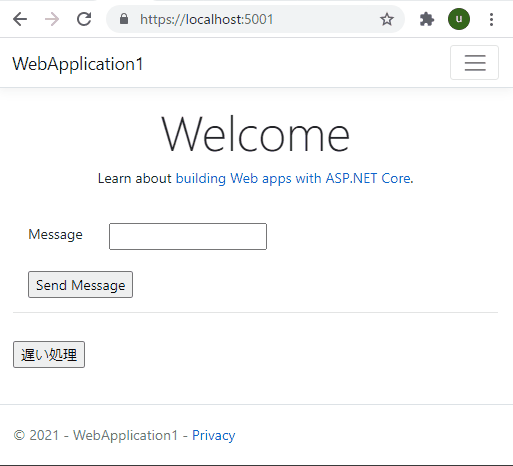 https://localhost:5001
u
WebApplication1
Welcome
Learn about building Web apps with ASP.NET Core.
Message
Send Message
遅い処理
© 2021 - WebApplication1 - Privacy